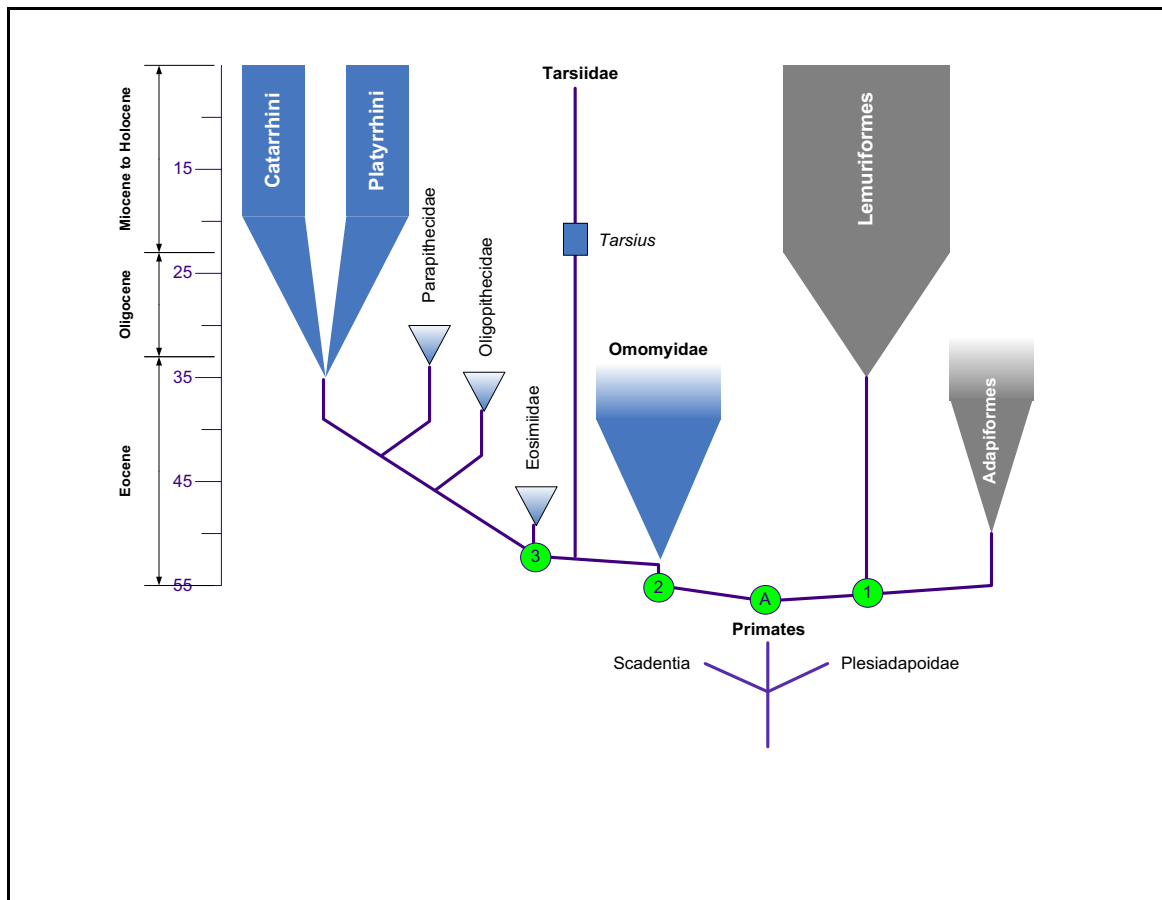 Miocene to Holocene
Oligocene
Eocene
15
25
35
45
55
Catarrhini
Platyrrhini
Parapithecidae
Oligopithecidae
Eosimiidae
Tarsiidae
Tarsius
Omomyidae
Lemuriformes
Adapiformes
3
2
A
1
Primates
Scadentia
Plesiadapoidae